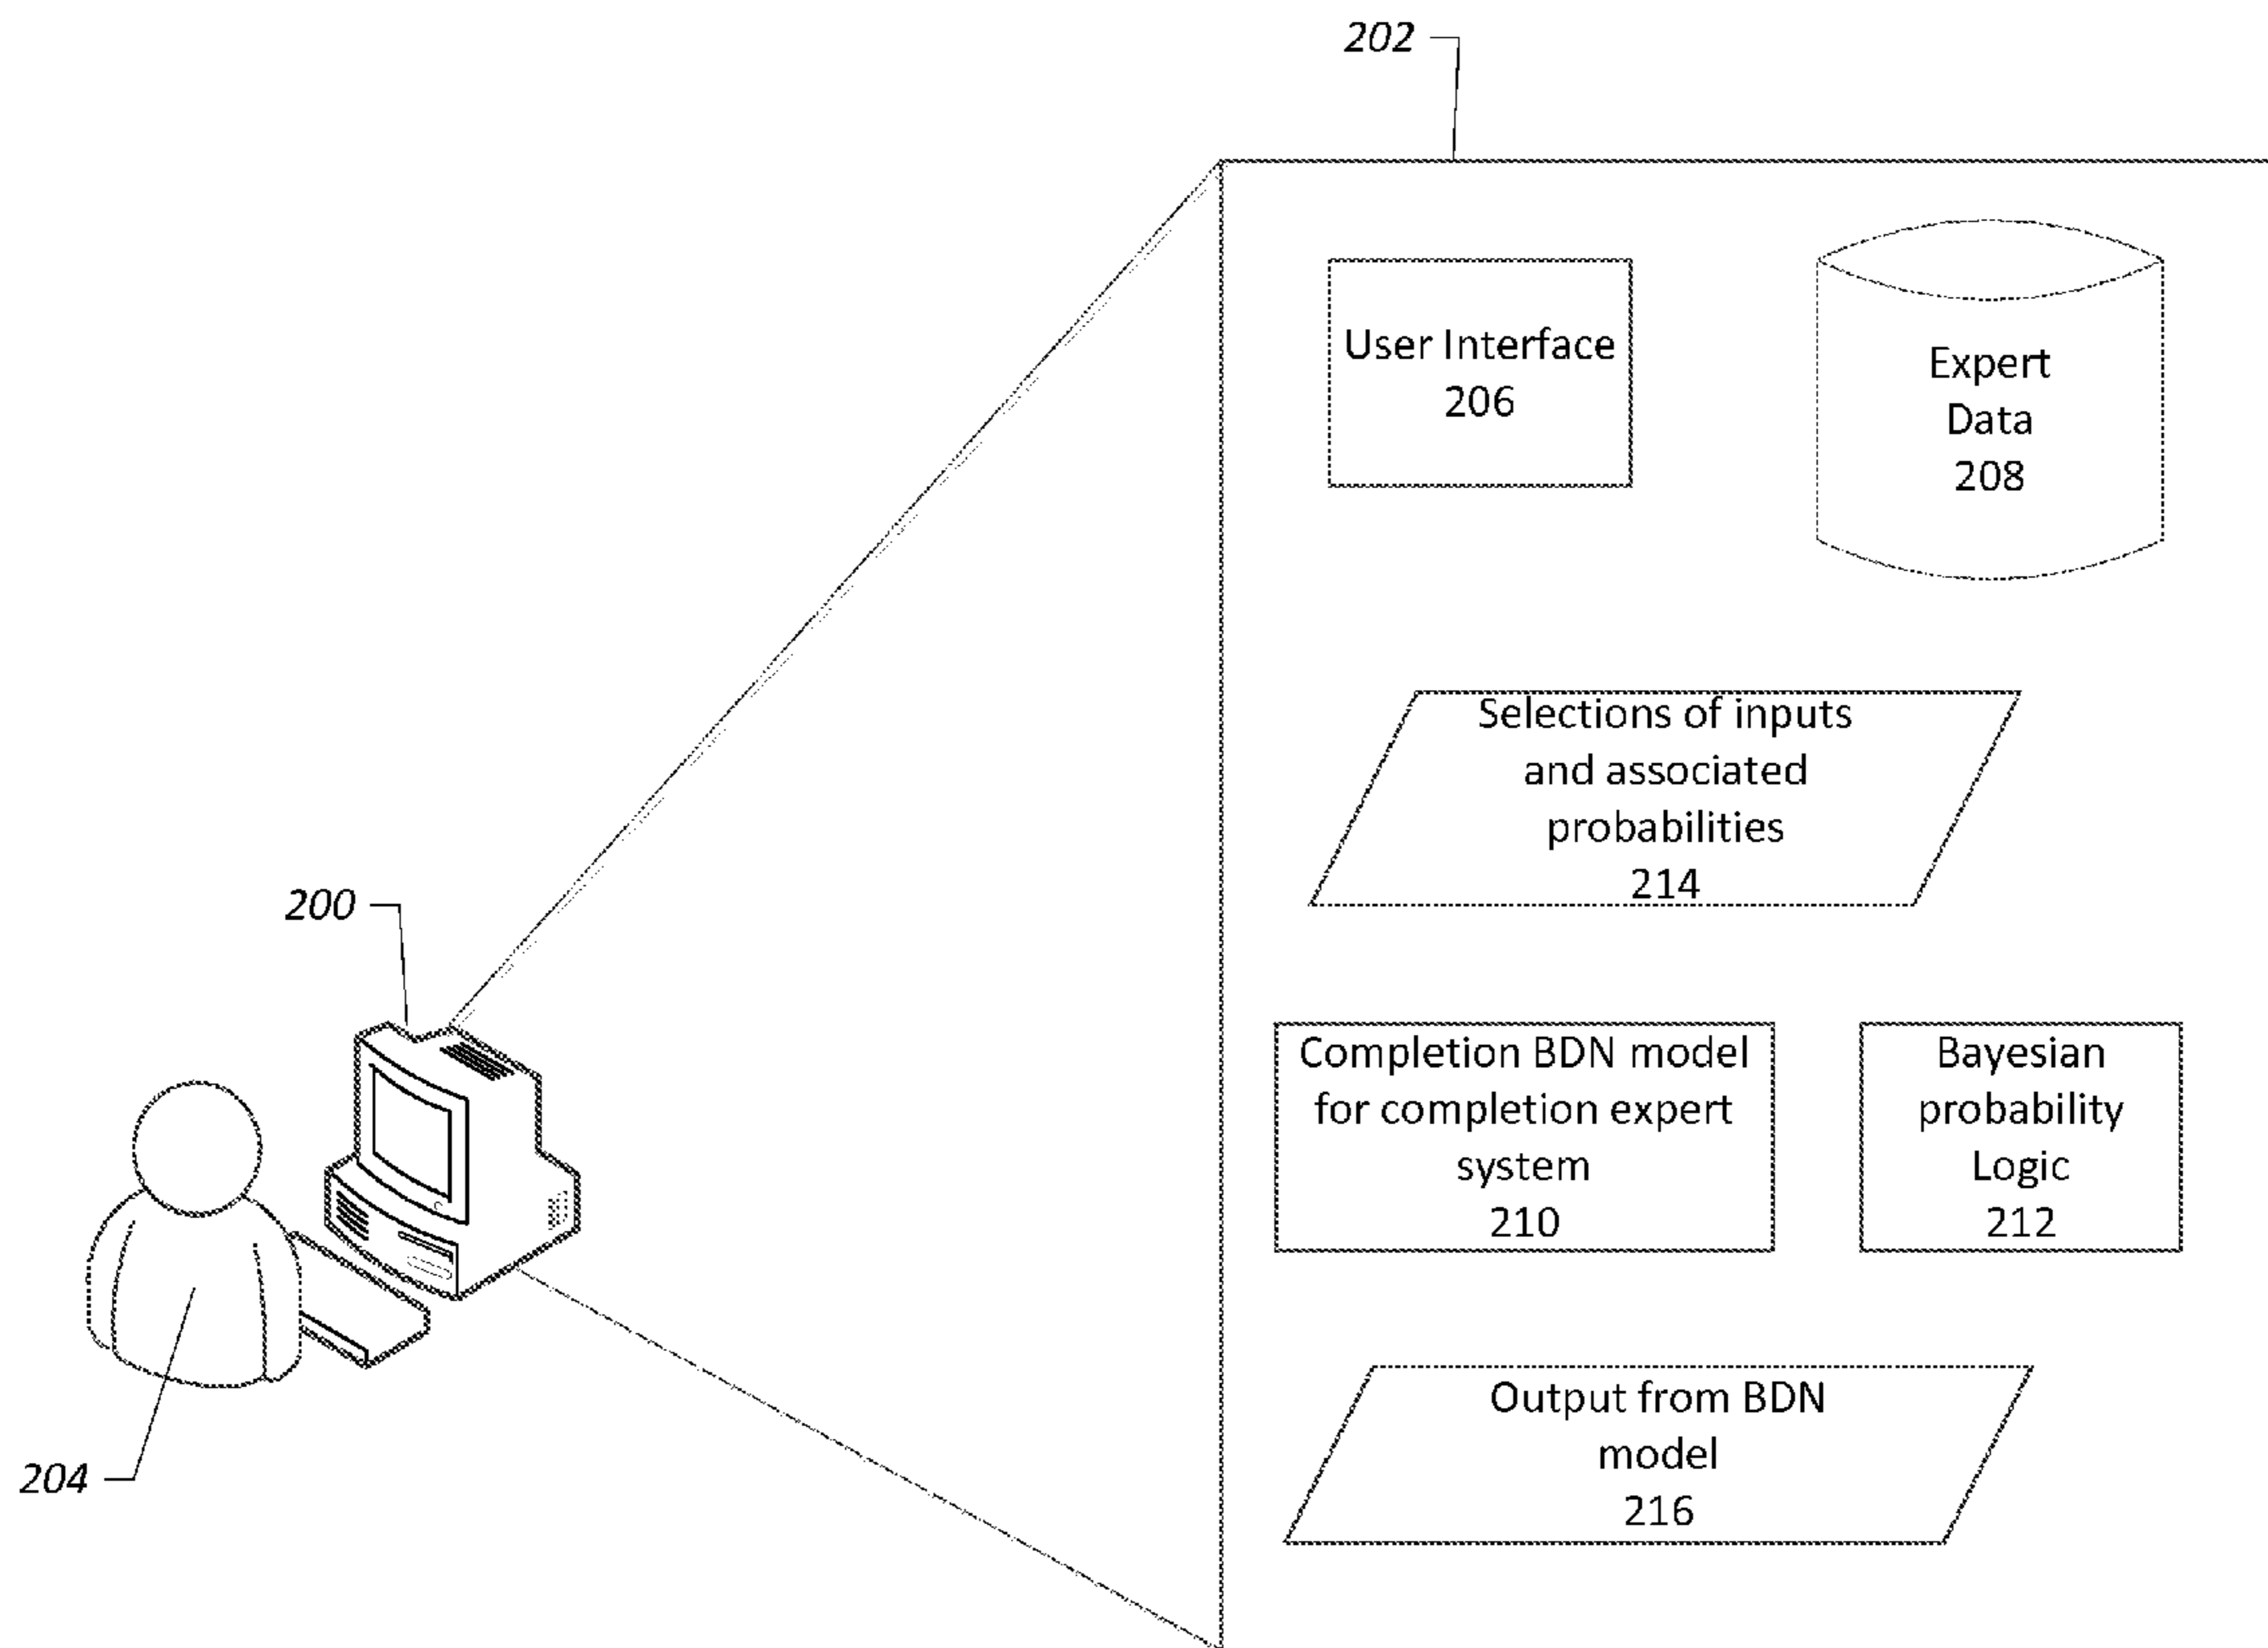 202
User Interface
206
Expert
Data
208
Selections of inputs
and associated
probabilities
214
200
Completion BDN model
for completion expert
system
210
Bayesian
probability
Logic
212
204
Output from BDN
model
216